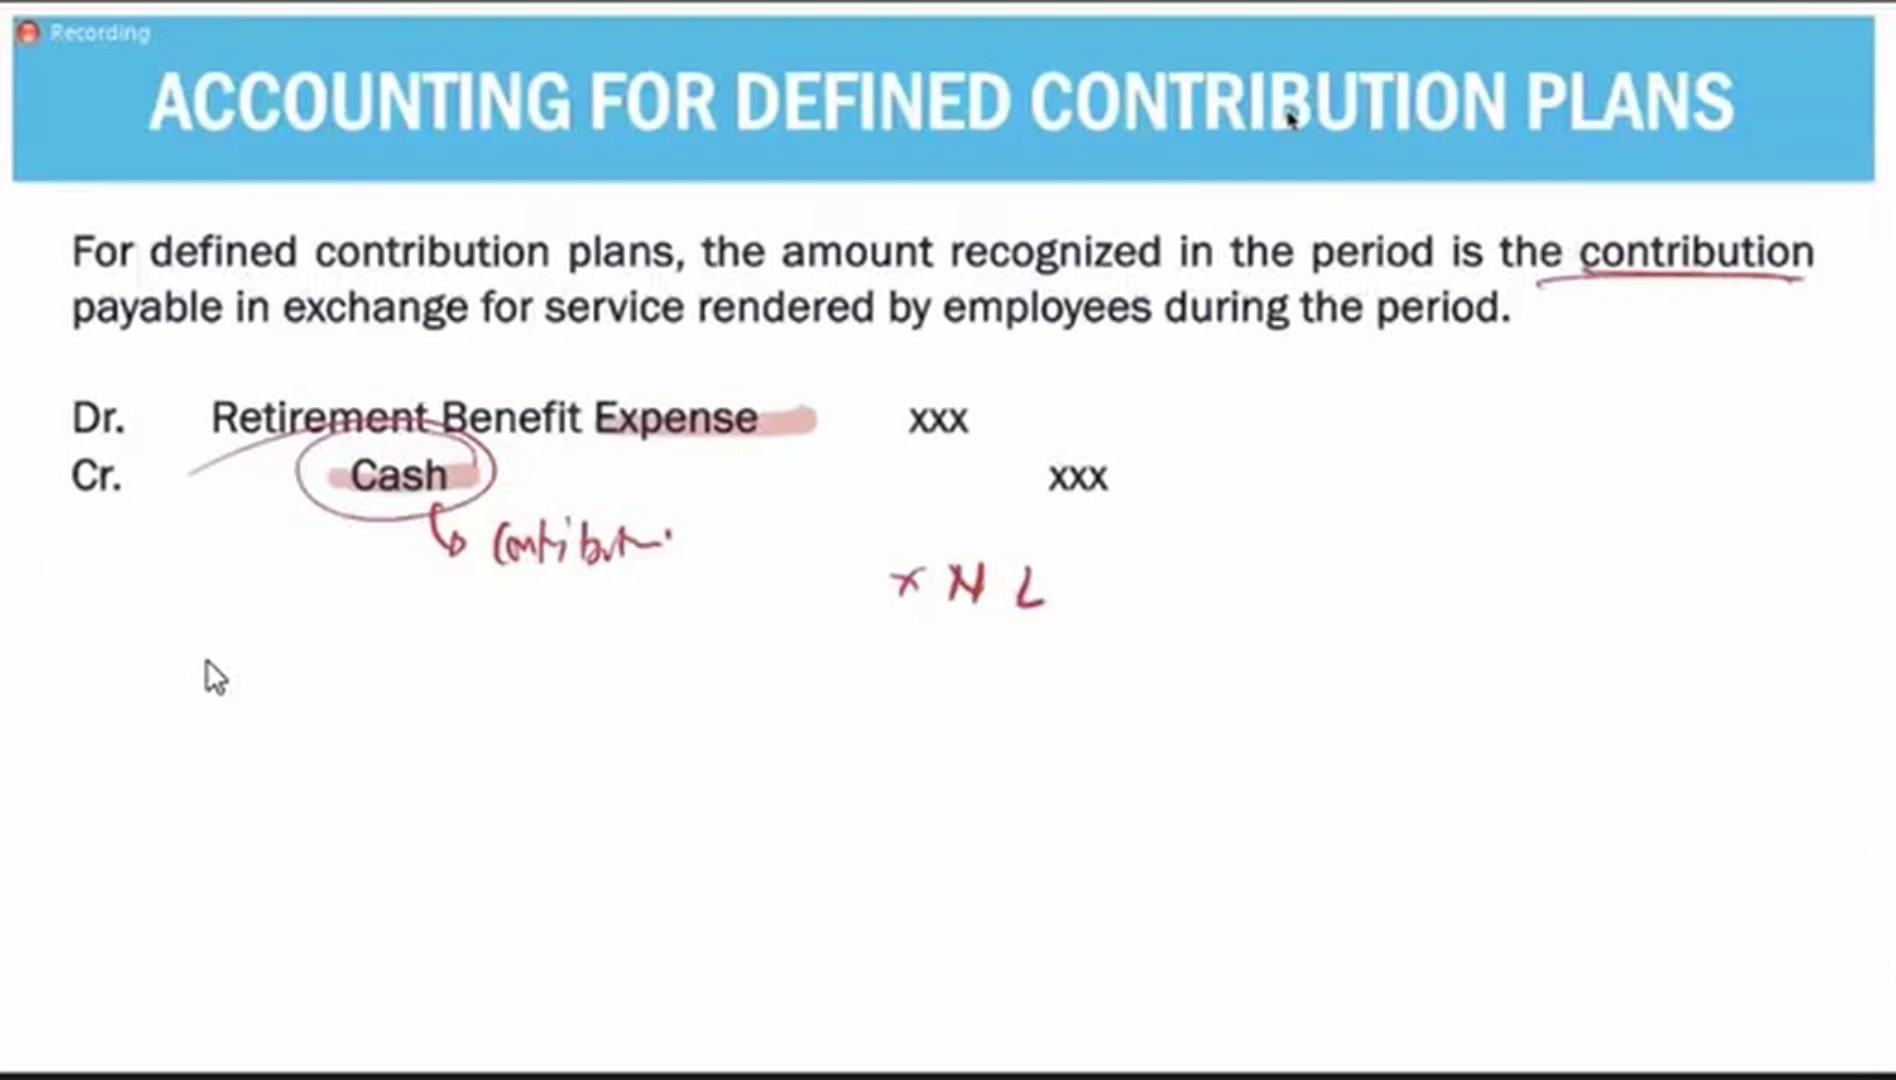 Recording
ACCOUNTING FOR DEFINED CONTRIBUTION PLANS
For defined contribution plans, the amount recognized in the period is the contribution
payable in exchange for service rendered by employees during the period.
Dr. Retirement Benefit Expense xxx
Cr. Cash xxx
x N L